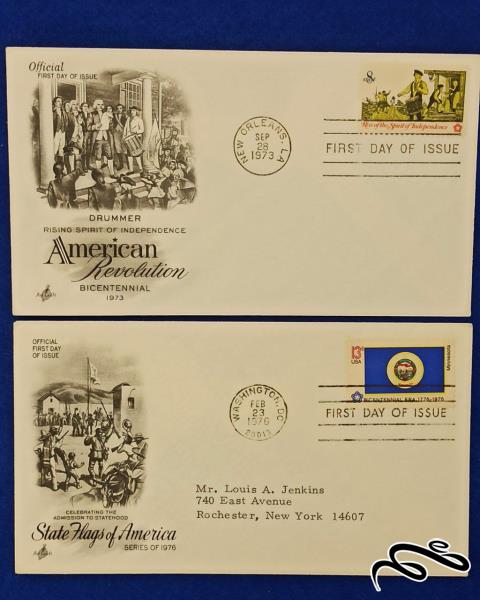 Official
FIRST DAY OF ISSUE
DRUMMER
RISING SPIRIT OF INDEPENDENCE
American
Revolution
BICENTENNIAL
1973
NEW ORLEANS, LA
SEP
28
1973
8
Rise of the Spirit of Independence
FIRST DAY OF ISSUE
OFFICIAL
FIRST DAY
OF ISSUE
CELEBRATING THE
ADMISSION TO STATEHOOD
State Flags of America
SERIES OF 1976
WASHINGTON, DC
FEB
23
1976
20013
13c
USA
Minnesota
BICENTENNIAL ERA 1776-1976
FIRST DAY OF ISSUE
Mr. Louis A. Jenkins
740 East Avenue
Rochester, New York 14607